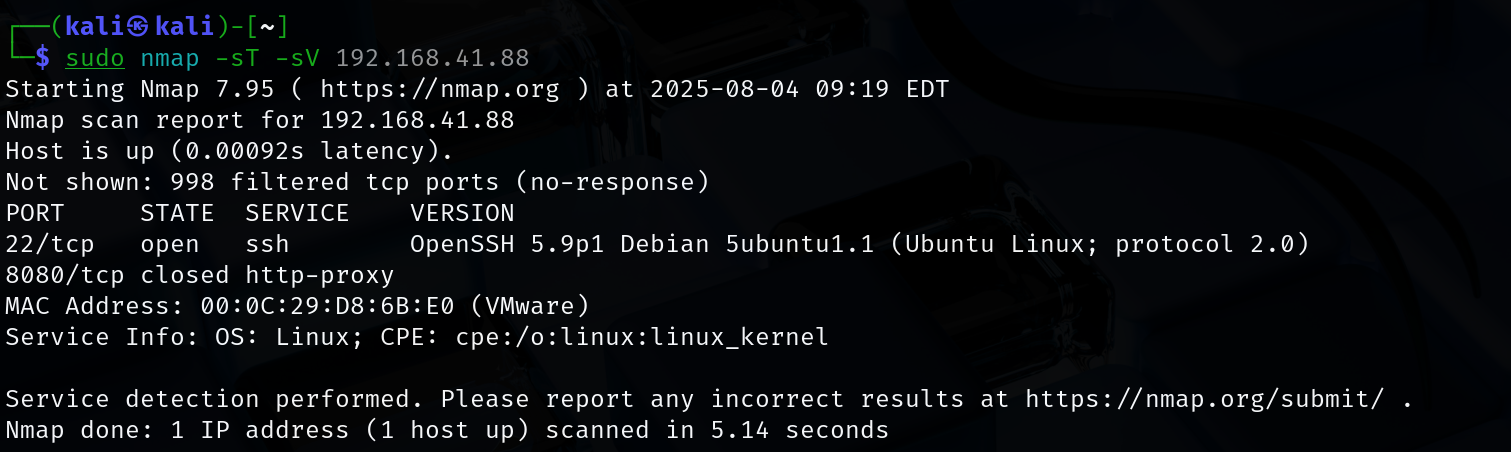 ┌──(kali㉿kali)-[~]
└─$ sudo nmap -sT -sV 192.168.41.88
Starting Nmap 7.95 ( https://nmap.org ) at 2025-08-04 09:19 EDT
Nmap scan report for 192.168.41.88
Host is up (0.00092s latency).
Not shown: 998 filtered tcp ports (no-response)
PORT     STATE  SERVICE    VERSION
22/tcp   open   ssh        OpenSSH 5.9p1 Debian 5ubuntu1.1 (Ubuntu Linux; protocol 2.0)
8080/tcp closed http-proxy
MAC Address: 00:0C:29:D8:6B:E0 (VMware)
Service Info: OS: Linux; CPE: cpe:/o:linux:linux_kernel

Service detection performed. Please report any incorrect results at https://nmap.org/submit/ .
Nmap done: 1 IP address (1 host up) scanned in 5.14 seconds